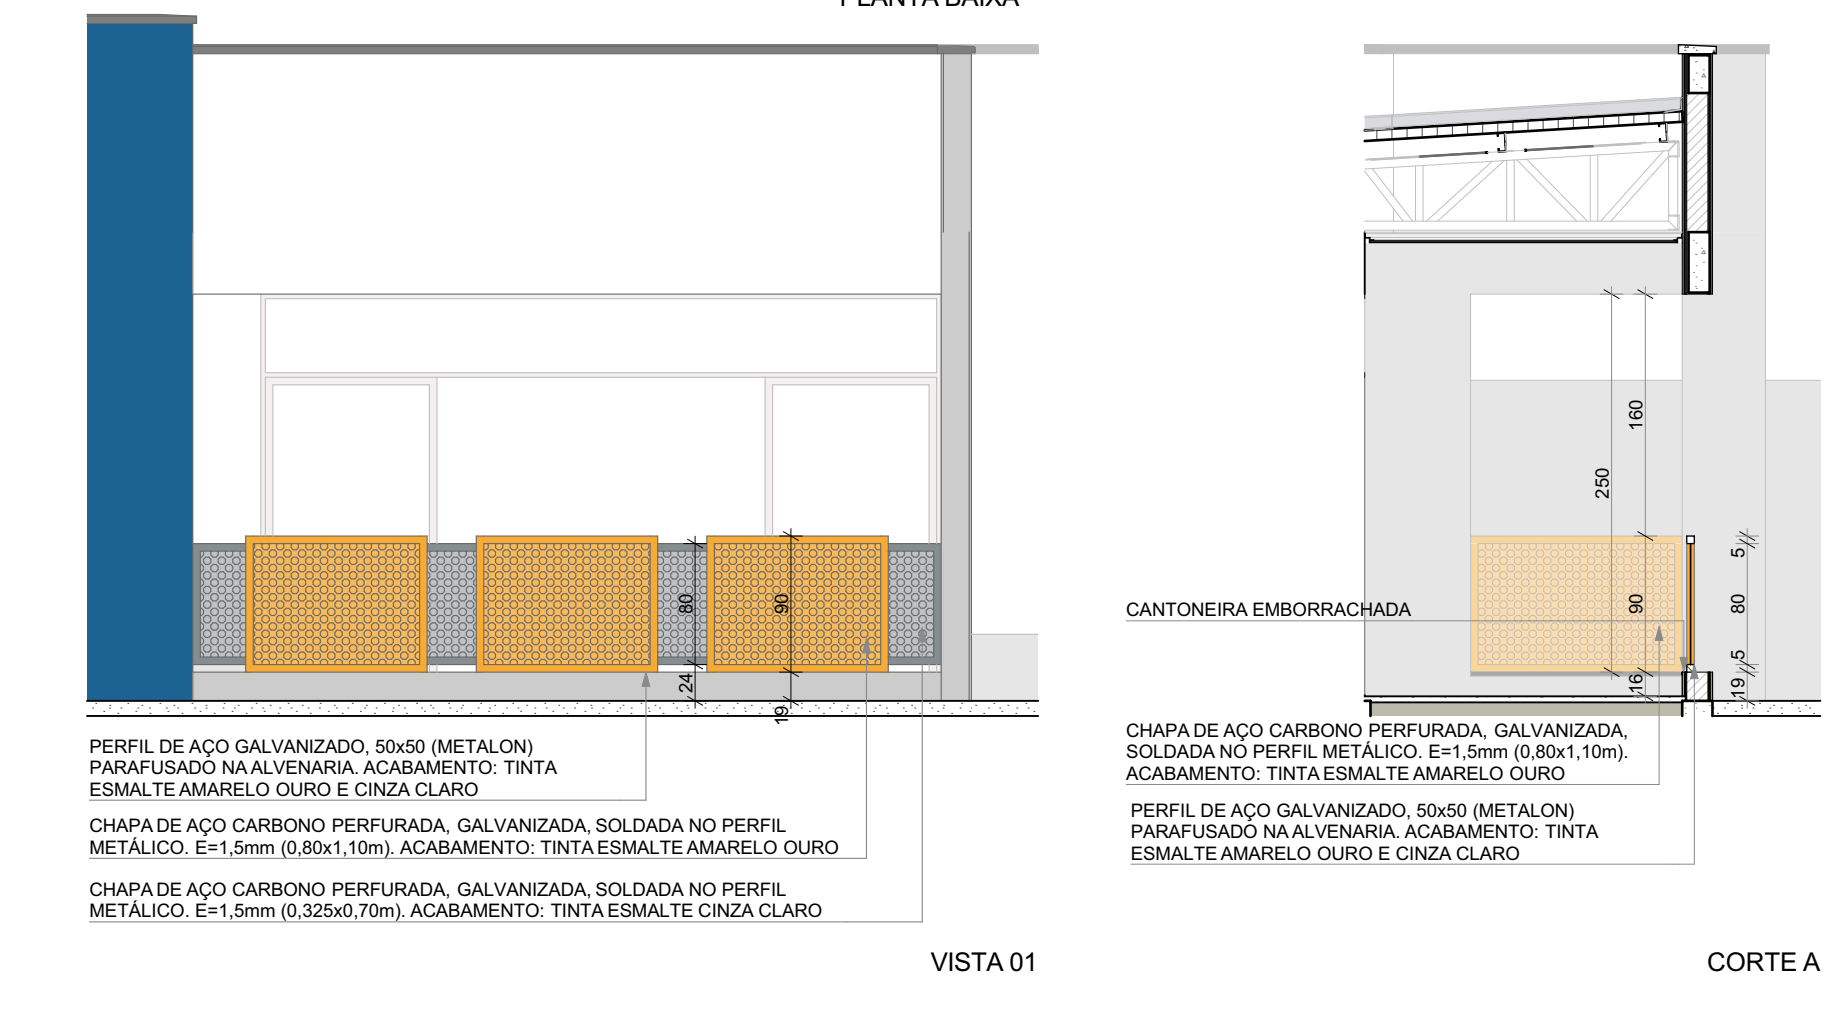 PLANTA BAIXA
160
250
80
90
24
19
5
80
90
5
16
19
CANTONEIRA EMBORRACHADA
PERFIL DE AÇO GALVANIZADO, 50x50 (METALON)
PARAFUSADO NA ALVENARIA. ACABAMENTO: TINTA
ESMALTE AMARELO OURO E CINZA CLARO
CHAPA DE AÇO CARBONO PERFURADA, GALVANIZADA, SOLDADA NO PERFIL
METÁLICO. E=1,5mm (0,80x1,10m). ACABAMENTO: TINTA ESMALTE AMARELO OURO
CHAPA DE AÇO CARBONO PERFURADA, GALVANIZADA, SOLDADA NO PERFIL
METÁLICO. E=1,5mm (0,325x0,70m). ACABAMENTO: TINTA ESMALTE CINZA CLARO
CHAPA DE AÇO CARBONO PERFURADA, GALVANIZADA,
SOLDADA NO PERFIL METÁLICO. E=1,5mm (0,80x1,10m).
ACABAMENTO: TINTA ESMALTE AMARELO OURO
PERFIL DE AÇO GALVANIZADO, 50x50 (METALON)
PARAFUSADO NA ALVENARIA. ACABAMENTO: TINTA
ESMALTE AMARELO OURO E CINZA CLARO
VISTA 01
CORTE A